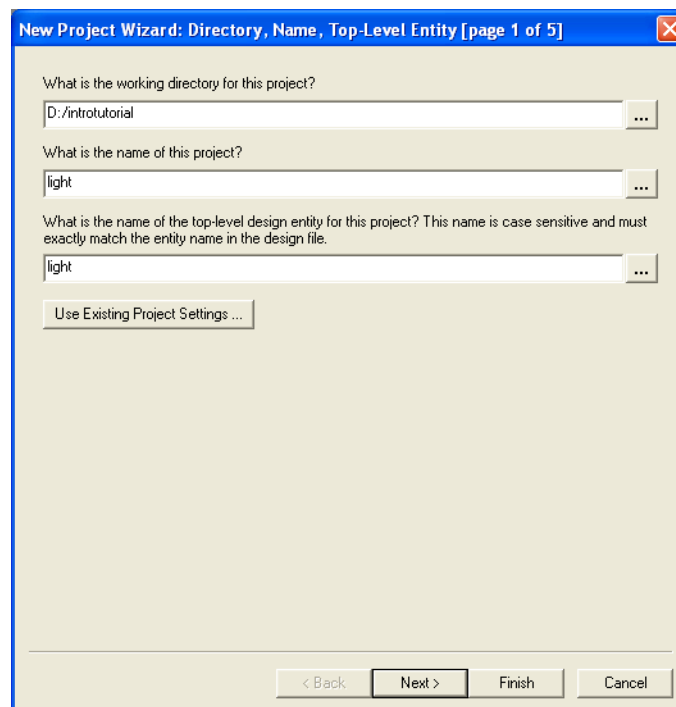 New Project Wizard: Directory, Name, Top-Level Entity [page 1 of 5]
What is the working directory for this project?
D:/introtutorial
...
What is the name of this project?
light
...
What is the name of the top-level design entity for this project? This name is case sensitive and must
exactly match the entity name in the design file.
light
...
Use Existing Project Settings ...
< Back
Next >
Finish
Cancel